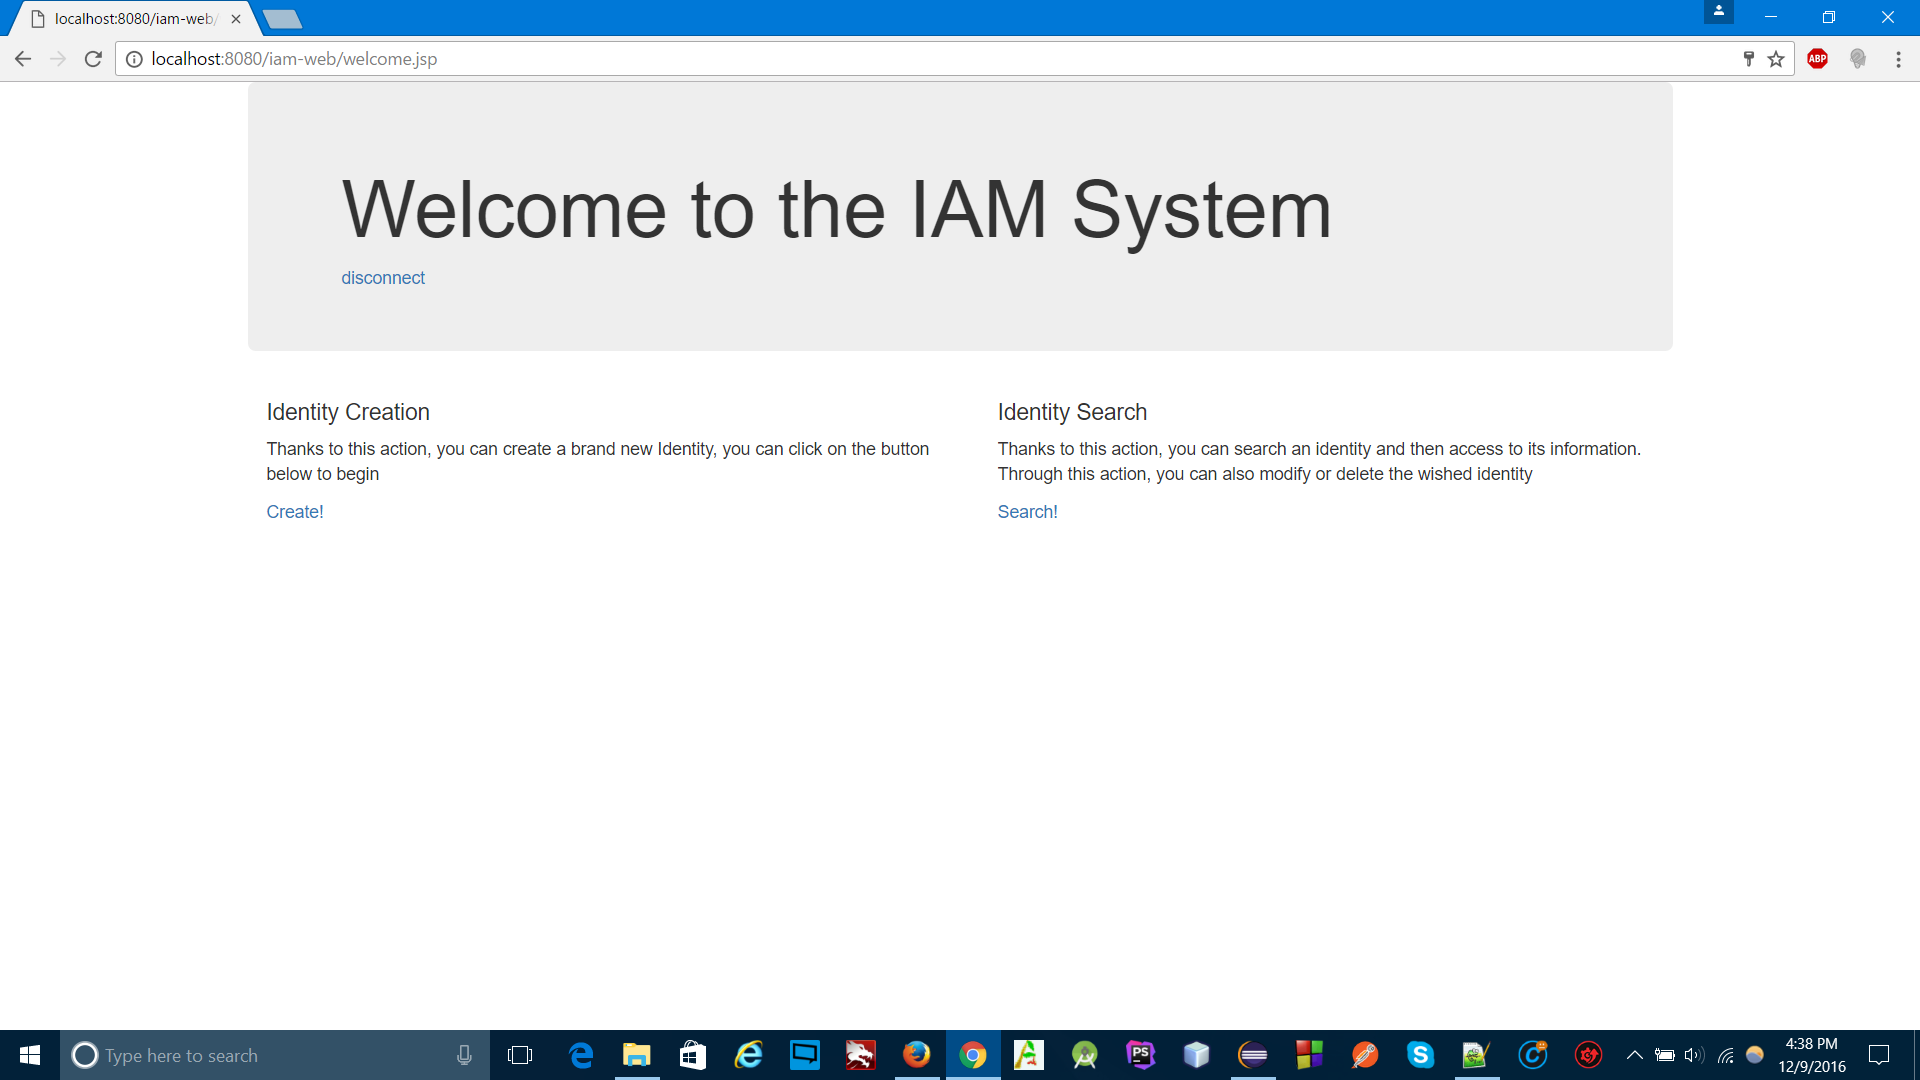 localhost:8080/iam-web/
localhost:8080/iam-web/welcome.jsp
ABP
Welcome to the IAM System
disconnect
Identity Creation
Thanks to this action, you can create a brand new Identity, you can click on the button
below to begin
Create!
Identity Search
Thanks to this action, you can search an identity and then access to its information.
Through this action, you can also modify or delete the wished identity
Search!
Type here to search
PS
4:38 PM
12/9/2016